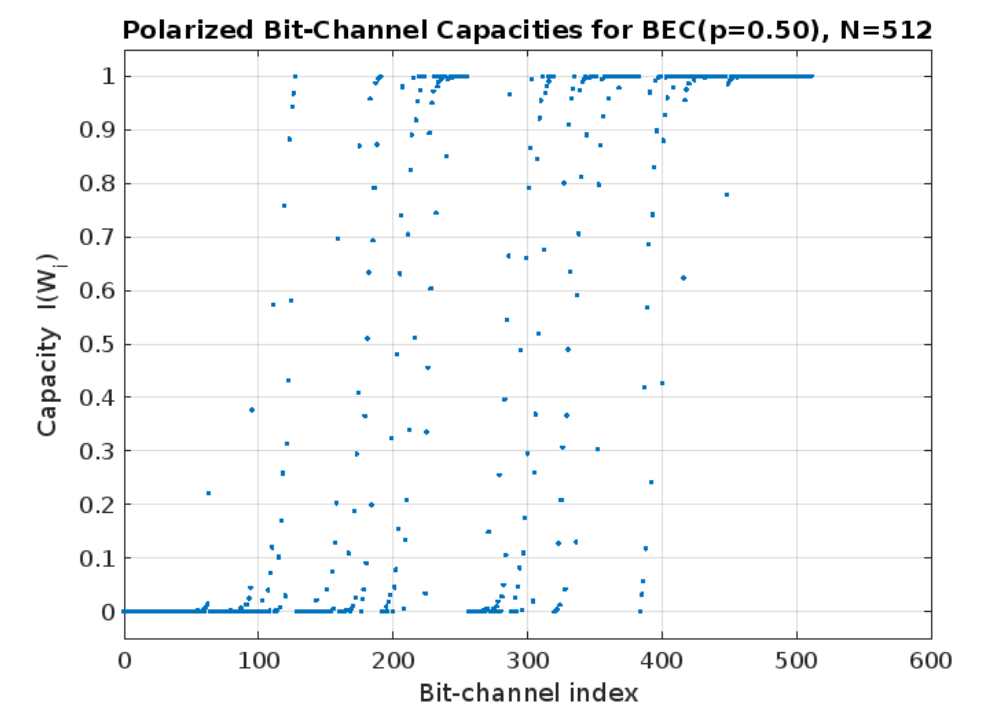 Polarized Bit-Channel Capacities for BEC(p=0.50), N=512
1
0.9
0.8
0.7
0.6
0.5
0.4
0.3
0.2
0.1
0
Capacity I(W_i)
0 100 200 300 400 500 600
Bit-channel index